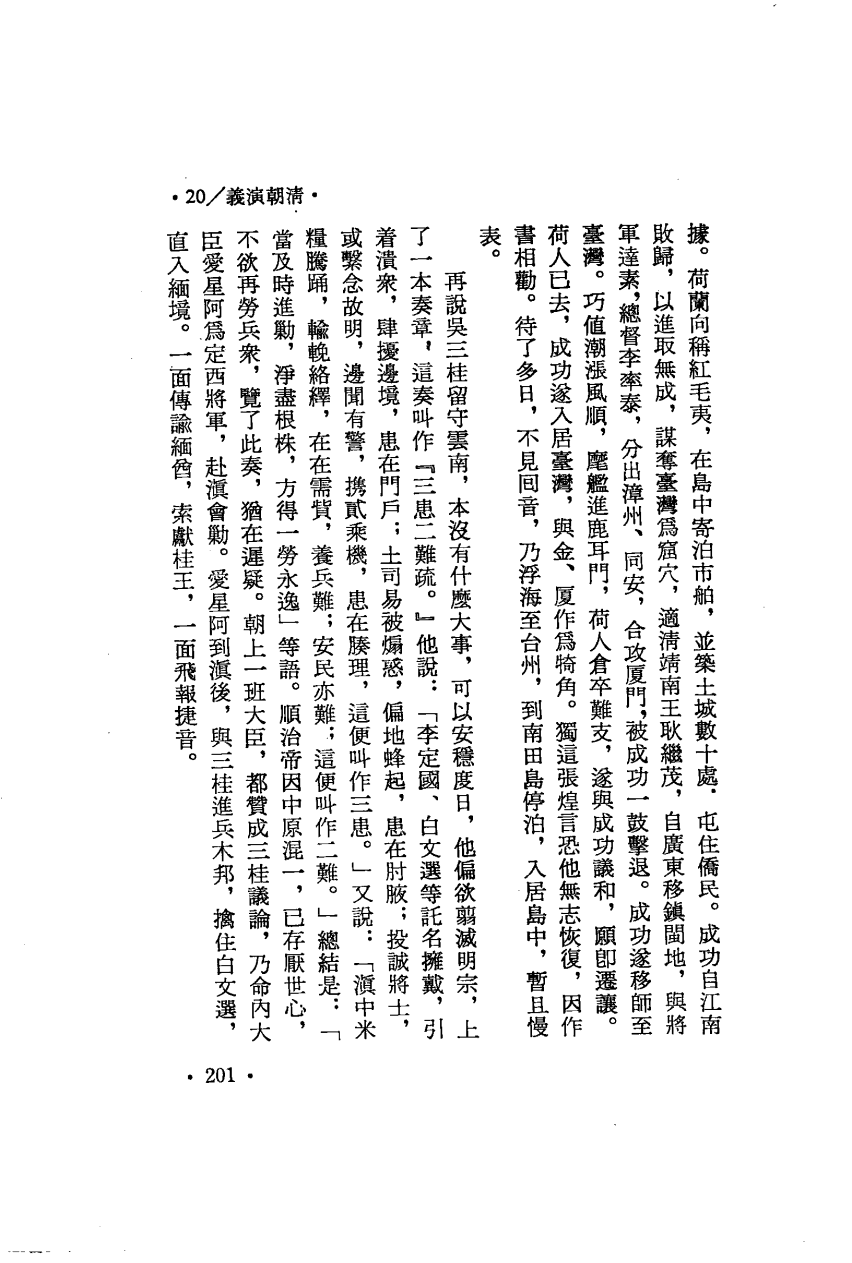 •20／義演朝淸•
據。荷蘭向稱紅毛夷，在島中寄泊市舶，並築土城數十處．屯住僑民。成功自江南
敗歸，以進取無成，謀奪臺灣爲窟穴，適淸靖南王耿繼茂，自廣東移鎭閩地，與將
軍達素，總督李率泰，分出漳州、同安，合攻厦門，被成功一鼓擊退。成功遂移師至
臺灣。巧值潮漲風順，麾艦進鹿耳門，荷人倉卒難支，遂與成功議和，願卽遷讓。
荷人已去，成功遂入居臺灣，與金、厦作爲犄角。獨這張煌言恐他無志恢復，因作
書相勸。待了多日，不見囘音，乃浮海至台州，到南田島停泊，入居島中，暫且慢
表。
再說吳三桂留守雲南，本沒有什麼大事，可以安穩度日，他偏欲翦滅明宗，上
了一本奏章，這奏叫作『三患二難疏。』他說：「李定國、白文選等託名擁戴，引
着潰衆，肆擾邊境，患在門戶；土司易被煽惑，偏地蜂起，患在肘腋；投誠將士，
或繫念故明，邊聞有警，携貳乘機，患在腠理，這便叫作三患。」又說：「滇中米
糧騰踊，輸輓絡繹，在在需貲，養兵難；安民亦難；這便叫作二難。」總結是：「
當及時進勦，淨盡根株，方得一勞永逸」等語。順治帝因中原混一，已存厭世心，
不欲再勞兵衆，覽了此奏，猶在遲疑。朝上一班大臣，都贊成三桂議論，乃命內大
臣愛星阿爲定西將軍，赴滇會勦。愛星阿到滇後，與三桂進兵木邦，擒住白文選，
直入緬境。一面傳諭緬酋，索獻桂王，一面飛報捷音。
•201•